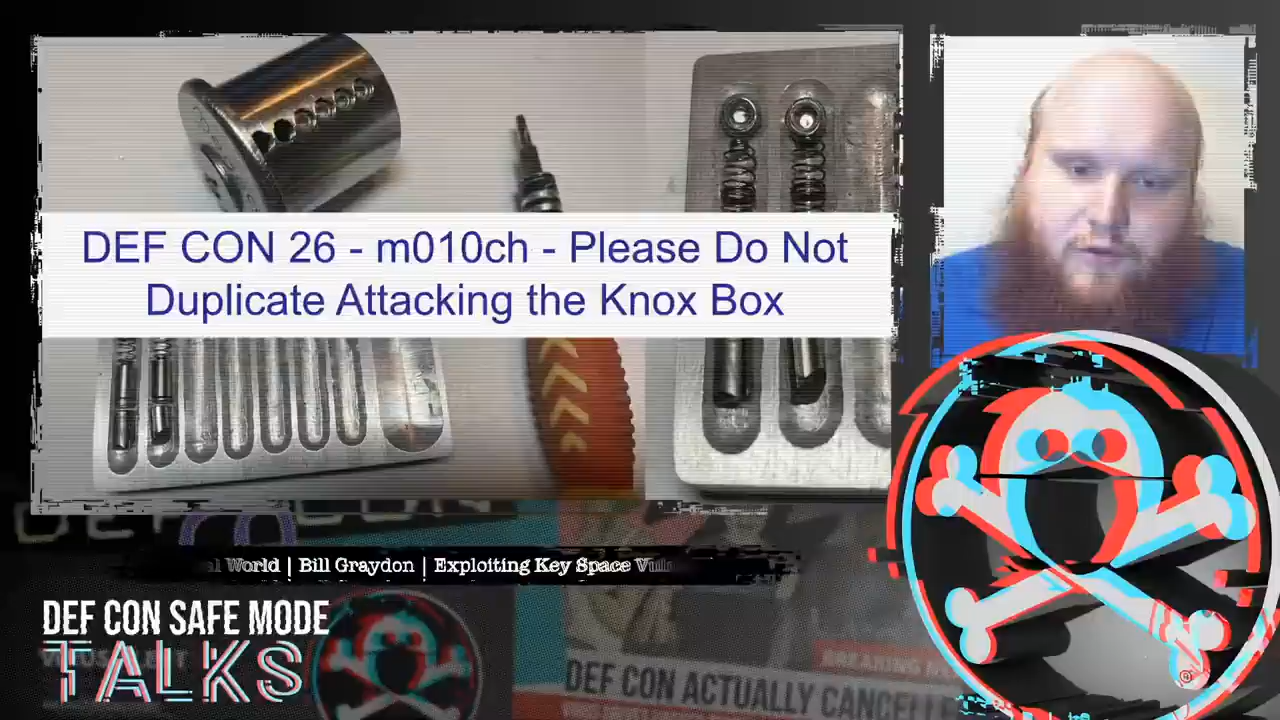 DEF CON 26 - m010ch - Please Do Not
Duplicate Attacking the Knox Box
World | Bill Graydon | Exploiting Key Space
DEF CON SAFE MODE
TALKS
DEF CON ACTUALLY